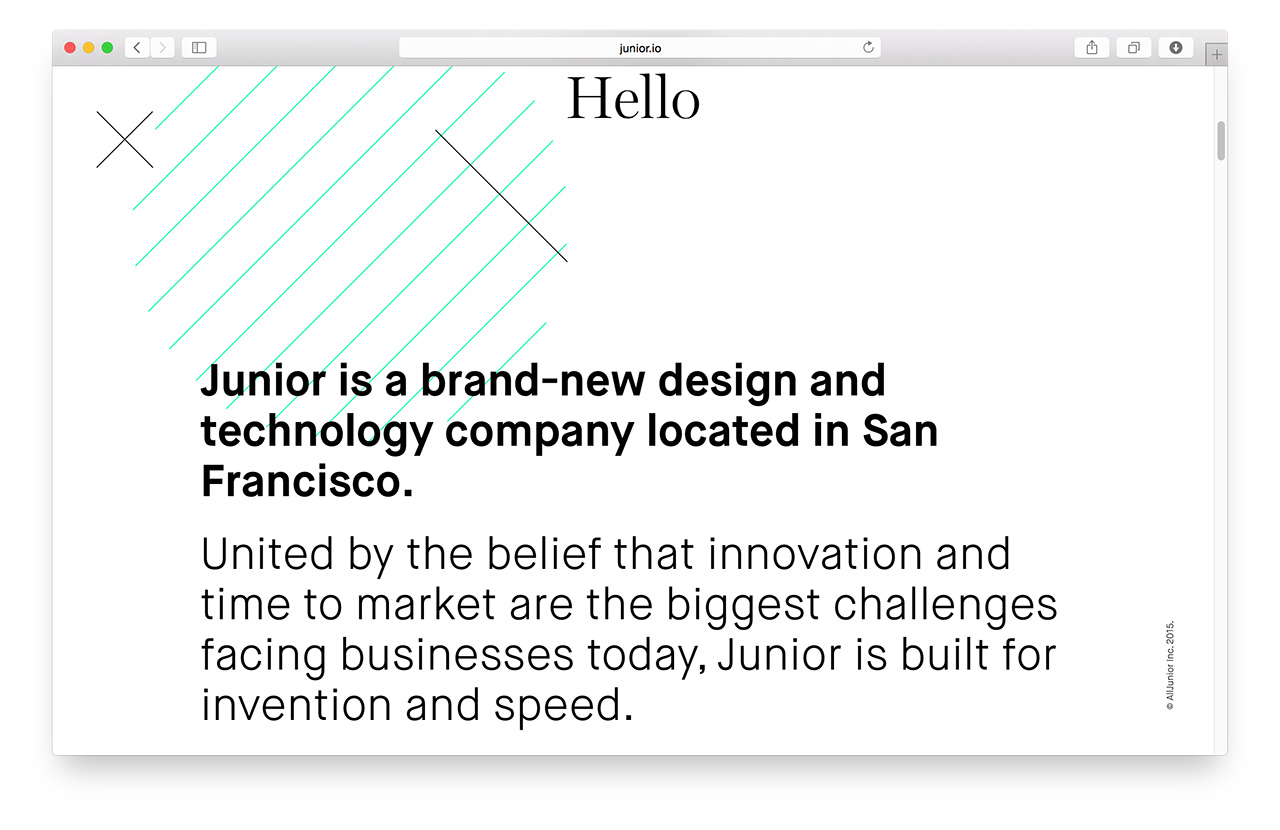 junior.io
Hello
Junior is a brand-new design and
technology company located in San
Francisco.
United by the belief that innovation and
time to market are the biggest challenges
facing businesses today, Junior is built for
invention and speed.
© AllJunior Inc. 2015.